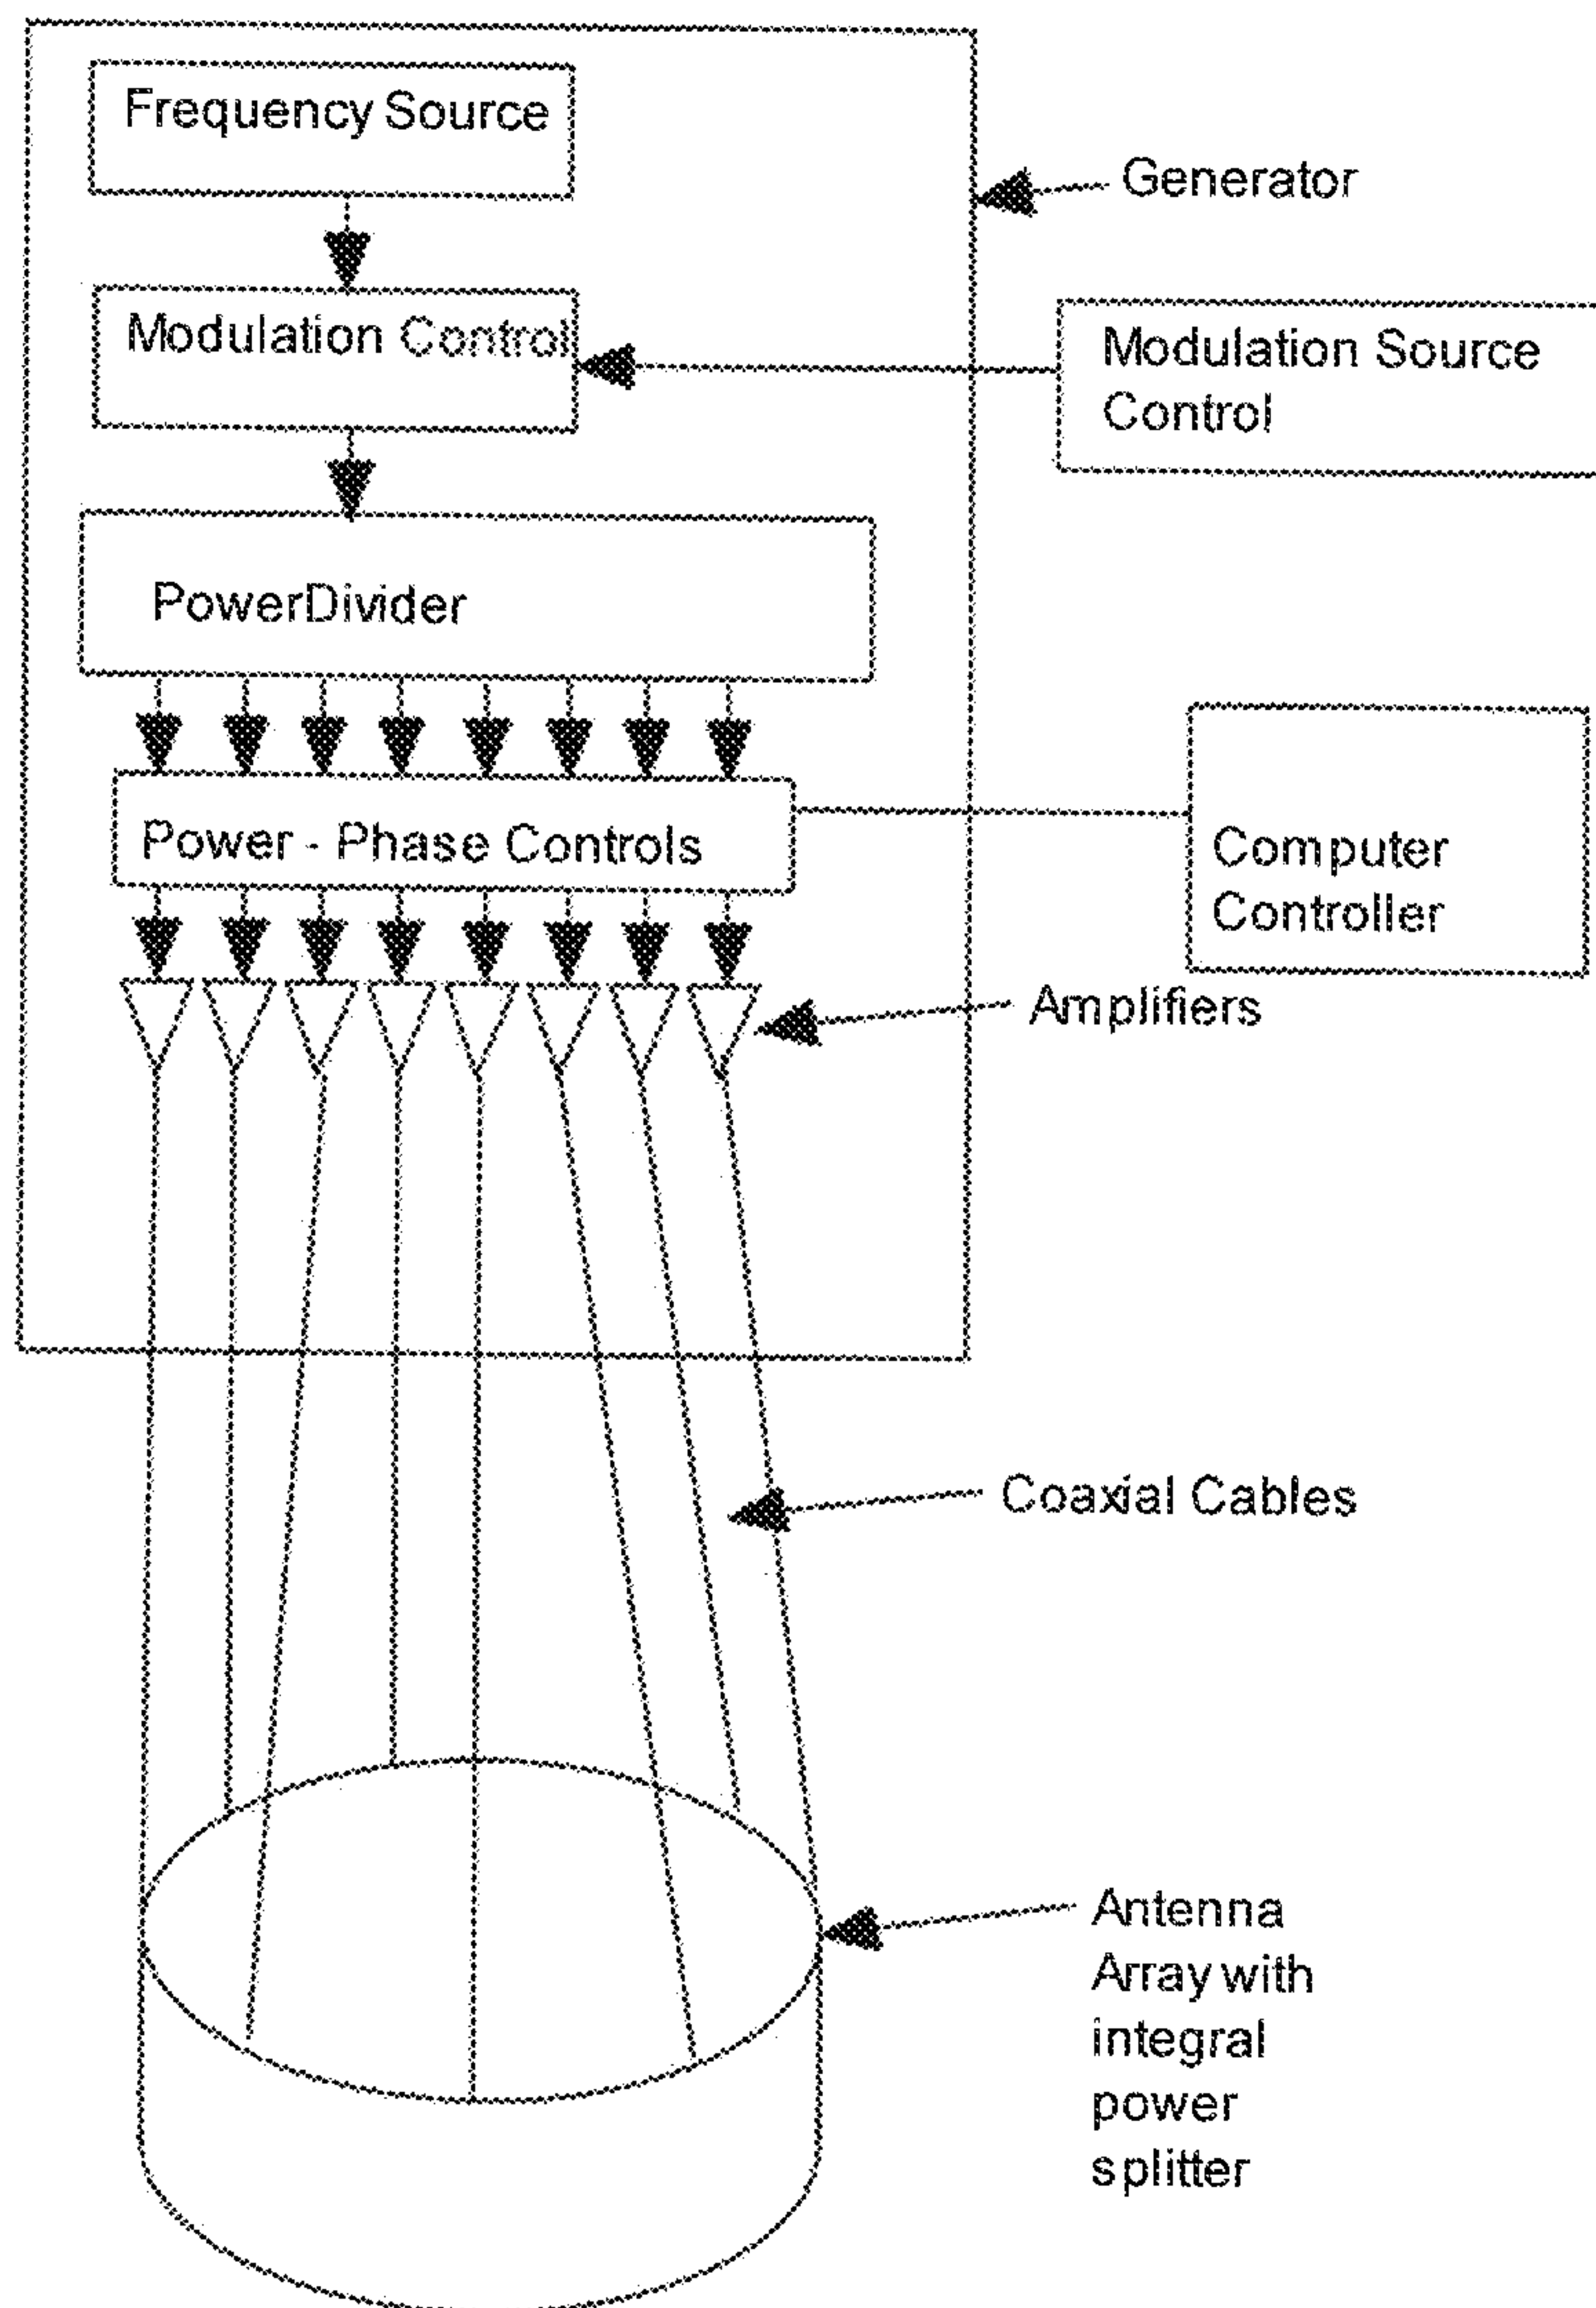 Frequency Source
Generator
Modulation Control
Modulation Source
Control
PowerDivider
Power - Phase Controls
Computer
Controller
Amplifiers
Coaxial Cables
Antenna
Array with
integral
power
splitter